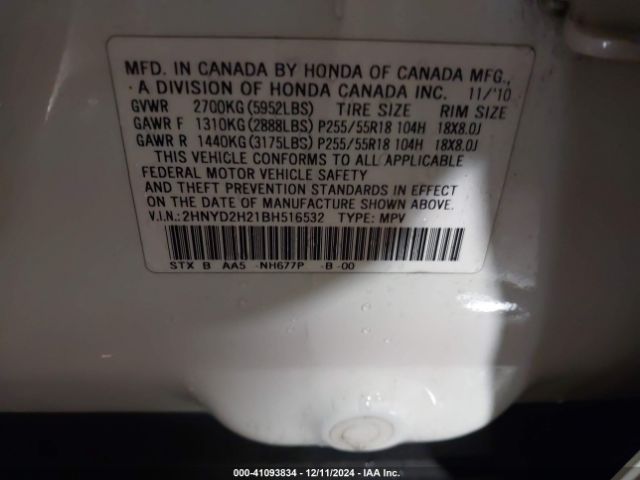 MFD. IN CANADA BY HONDA OF CANADA MFG.,
A DIVISION OF HONDA CANADA INC. 11/'10
GVWR 2700KG(5952LBS) TIRE SIZE RIM SIZE
GAWR F 1310KG(2888LBS) P255/55R18 104H 18X8.0J
GAWR R 1440KG(3175LBS) P255/55R18 104H 18X8.0J
THIS VEHICLE CONFORMS TO ALL APPLICABLE
FEDERAL MOTOR VEHICLE SAFETY
AND THEFT PREVENTION STANDARDS IN EFFECT
ON THE DATE OF MANUFACTURE SHOWN ABOVE.
V.I.N.:2HNYD2H21BH516532 TYPE: MPV
STX B AA5 -NH677P -B -00
000-41093834 - 12/11/2024 - IAA Inc.